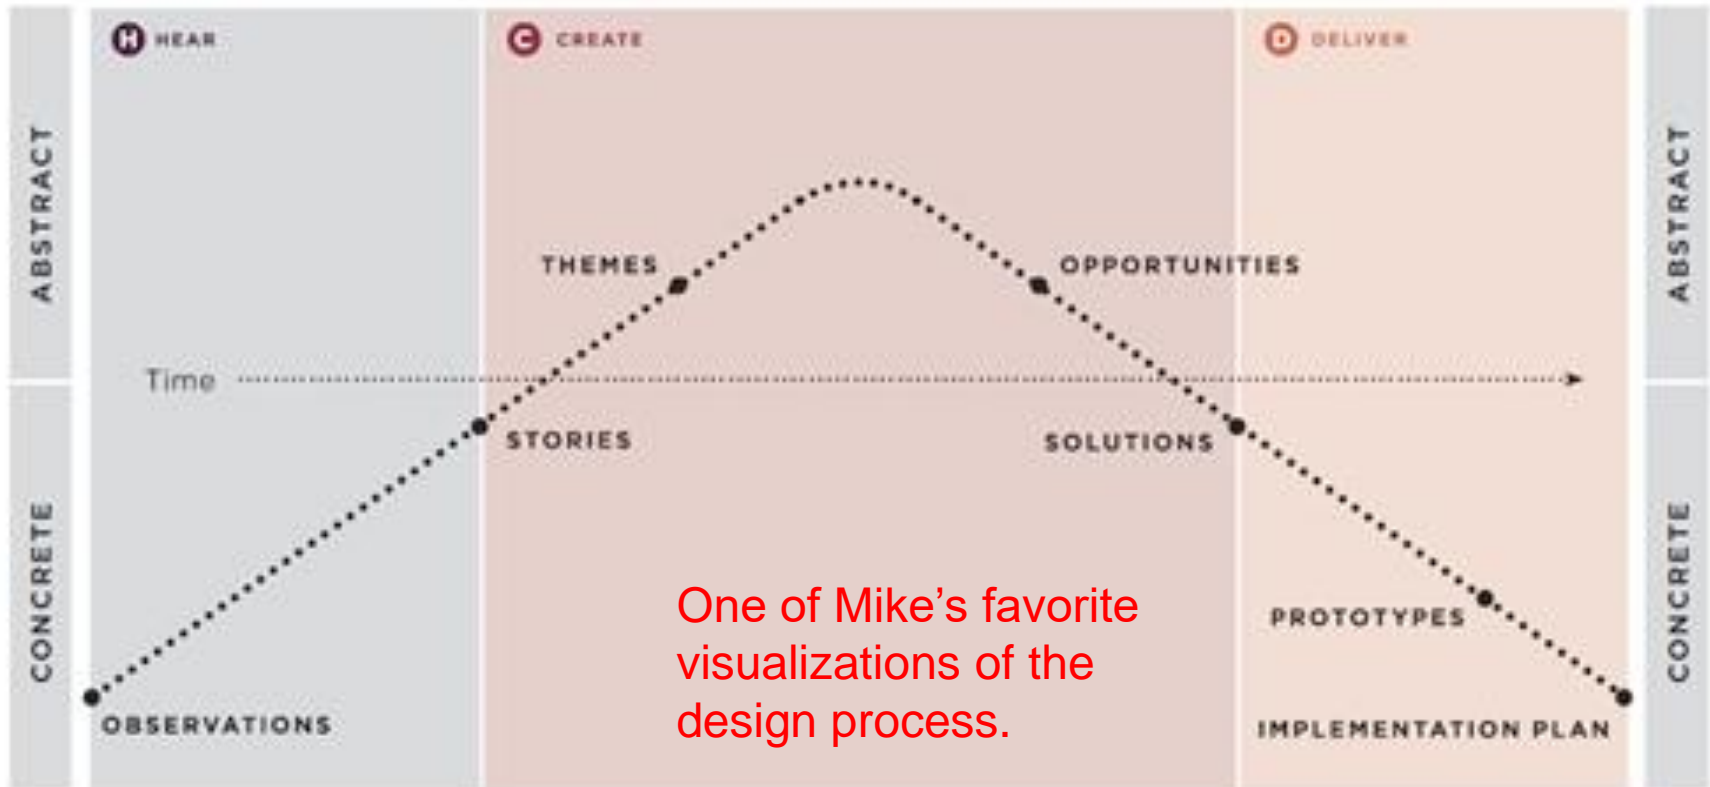 H HEAR
C CREATE
D DELIVER
ABSTRACT
ABSTRACT
THEMES
OPPORTUNITIES
Time
STORIES
SOLUTIONS
CONCRETE
CONCRETE
One of Mike’s favorite
visualizations of the
design process.
PROTOTYPES
OBSERVATIONS
IMPLEMENTATION PLAN